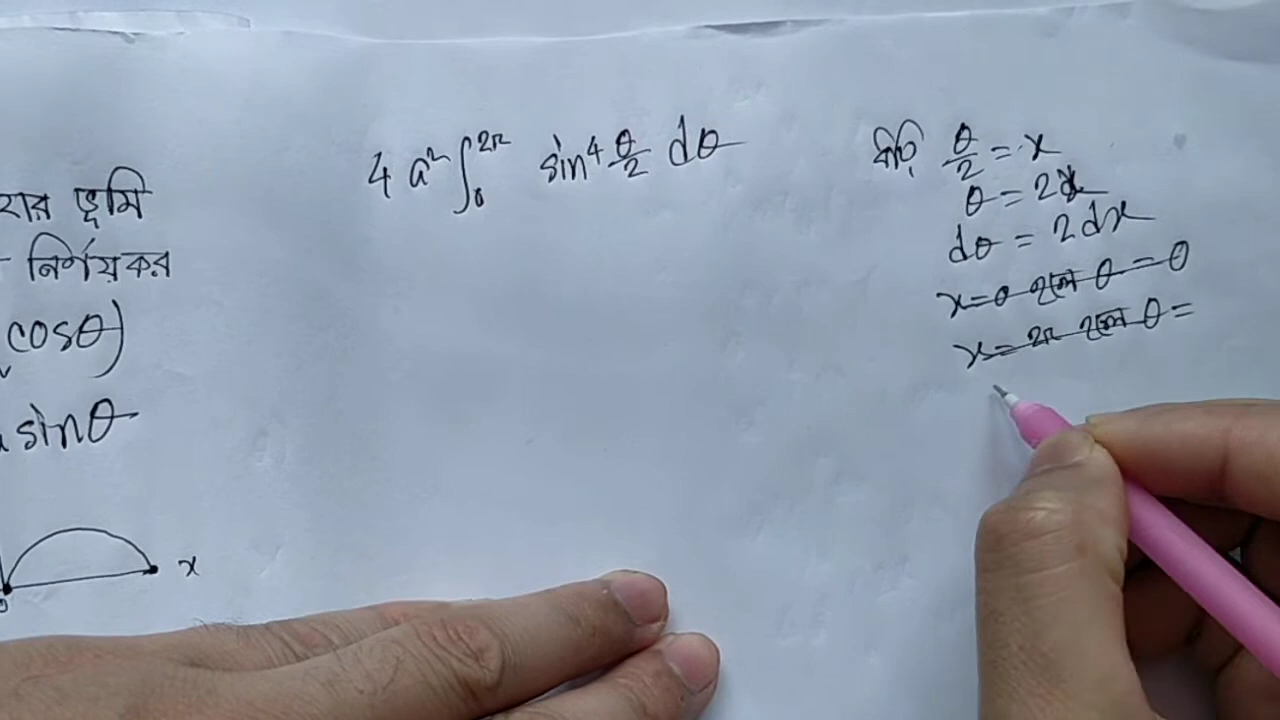 হার ভূমি
নির্ণয় কর
cosθ)
sinθ
x
0
4 a² ∫₀^2π sin⁴ θ/2 dθ
ধরি, θ/2 = x
θ = 2x
dθ = 2dx
x = 0 হলে θ = 0
x = 2π হলে θ =